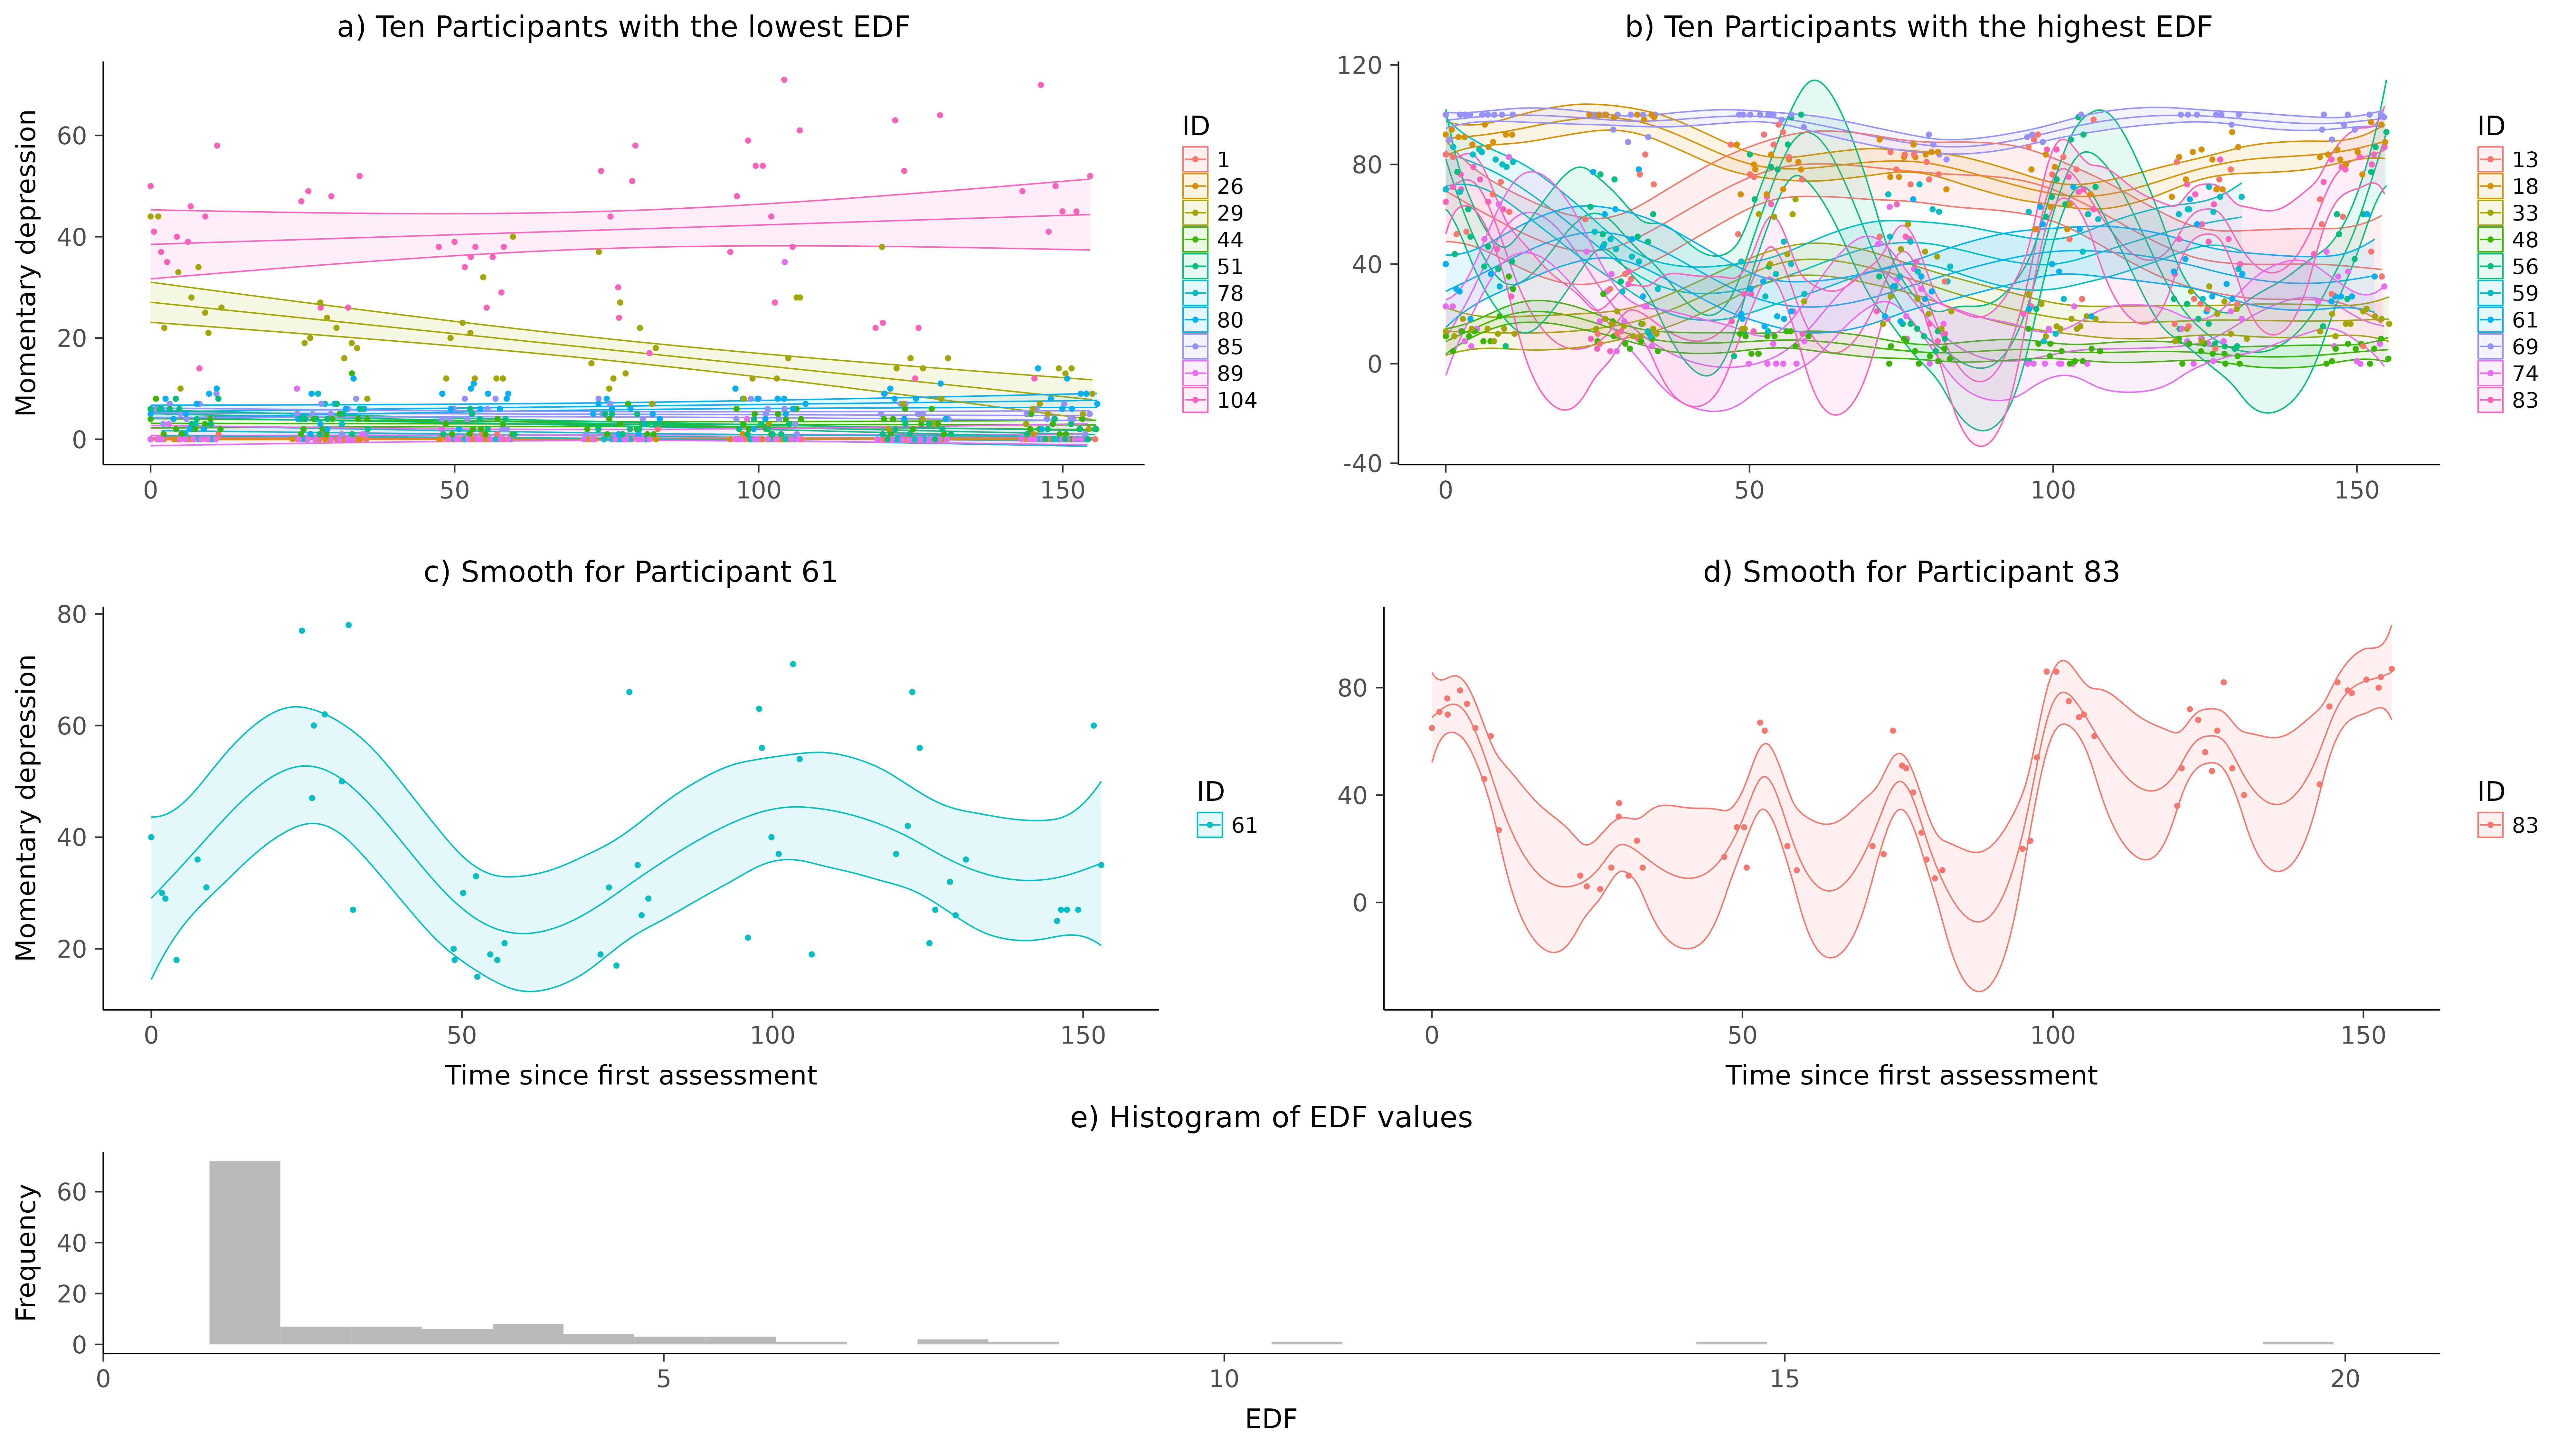 a) Ten Participants with the lowest EDF
Momentary depression
60
40
20
0
0 50 100 150
ID
1
26
29
44
51
78
80
85
89
104
b) Ten Participants with the highest EDF
120
80
40
0
-40
0 50 100 150
ID
13
18
33
48
56
59
61
69
74
83
c) Smooth for Participant 61
Momentary depression
80
60
40
20
0 50 100 150
Time since first assessment
ID
61
d) Smooth for Participant 83
80
40
0
0 50 100 150
Time since first assessment
ID
83
e) Histogram of EDF values
Frequency
60
40
20
0
0 5 10 15 20
EDF